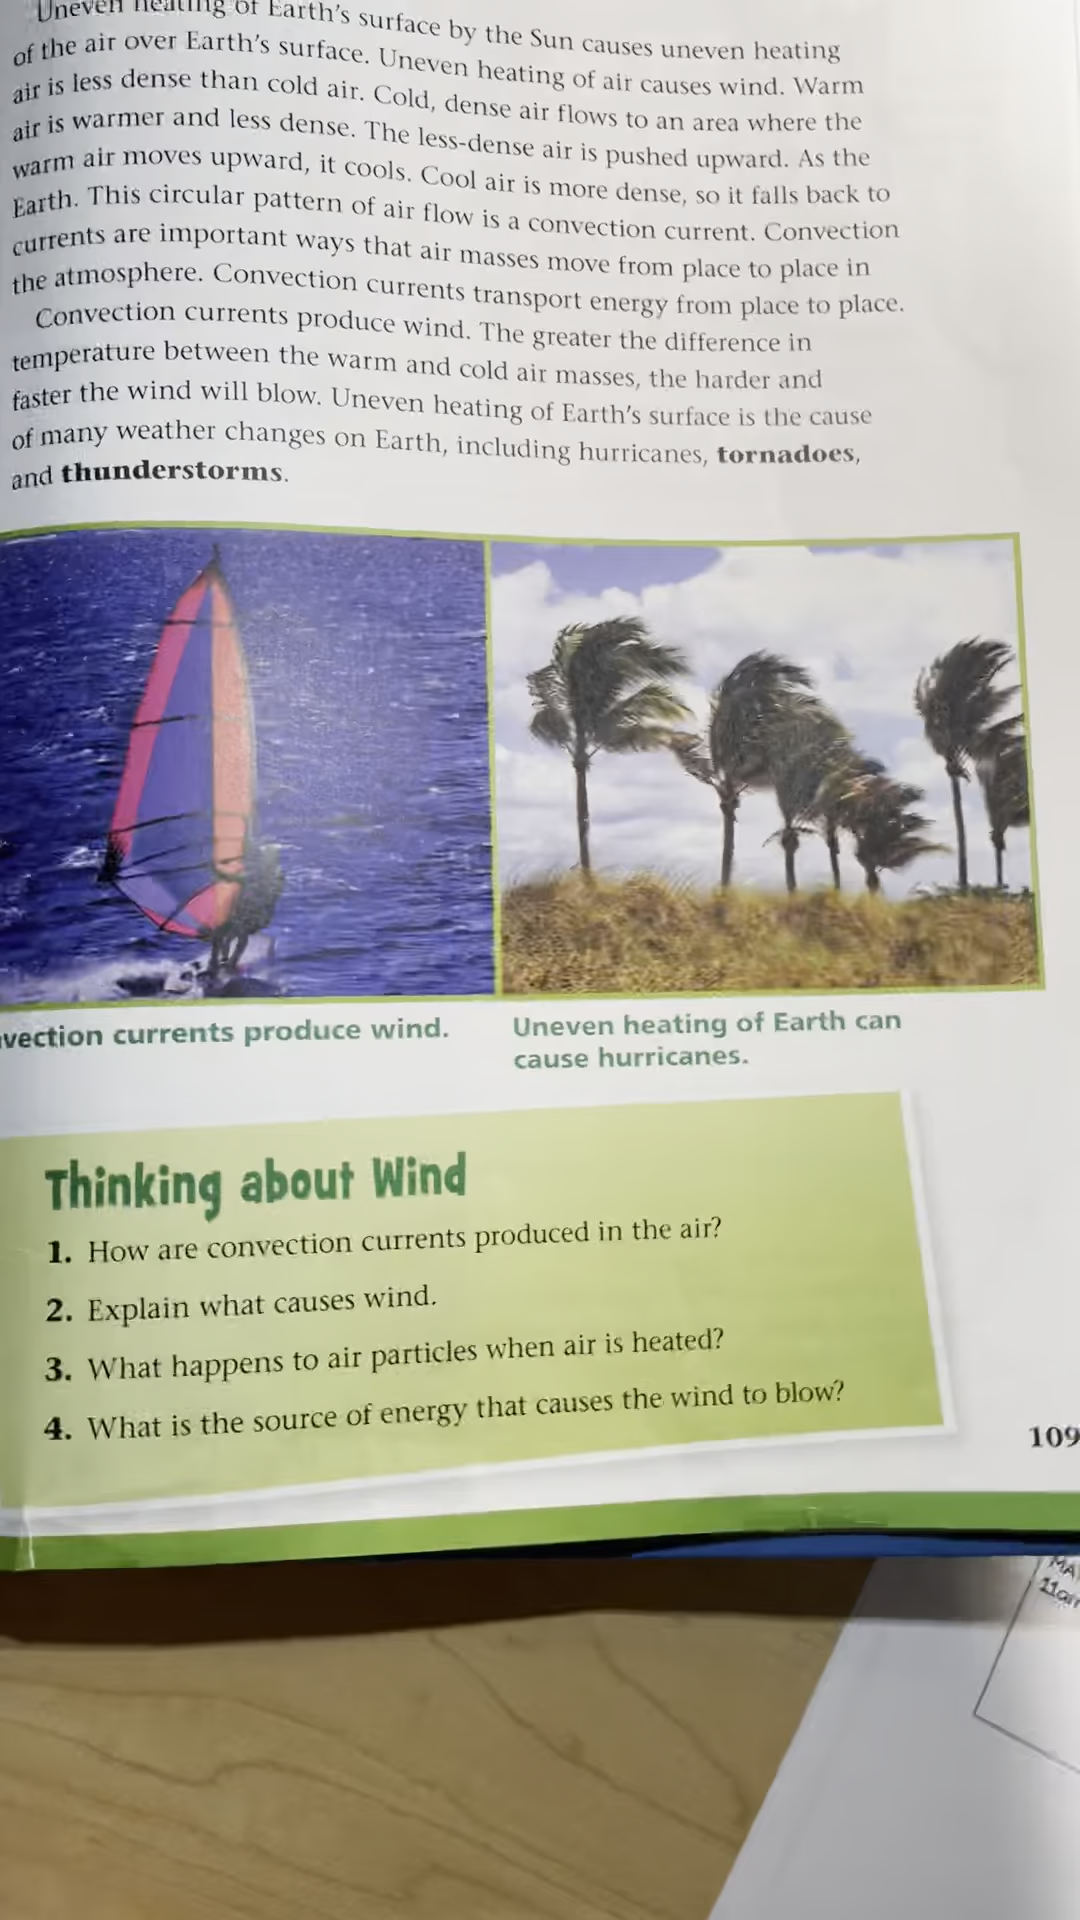 Uneven heating of Earth's surface by the Sun causes uneven heating
of the air over Earth's surface. Uneven heating of air causes wind. Warm
air is less dense than cold air. Cold, dense air flows to an area where the
air is warmer and less dense. The less-dense air is pushed upward. As the
warm air moves upward, it cools. Cool air is more dense, so it falls back to
Earth. This circular pattern of air flow is a convection current. Convection
currents are important ways that air masses move from place to place in
the atmosphere. Convection currents transport energy from place to place.
Convection currents produce wind. The greater the difference in
temperature between the warm and cold air masses, the harder and
faster the wind will blow. Uneven heating of Earth's surface is the cause
of many weather changes on Earth, including hurricanes, tornadoes,
and thunderstorms.
vection currents produce wind.
Uneven heating of Earth can
cause hurricanes.
Thinking about Wind
1. How are convection currents produced in the air?
2. Explain what causes wind.
3. What happens to air particles when air is heated?
4. What is the source of energy that causes the wind to blow?
109
MA